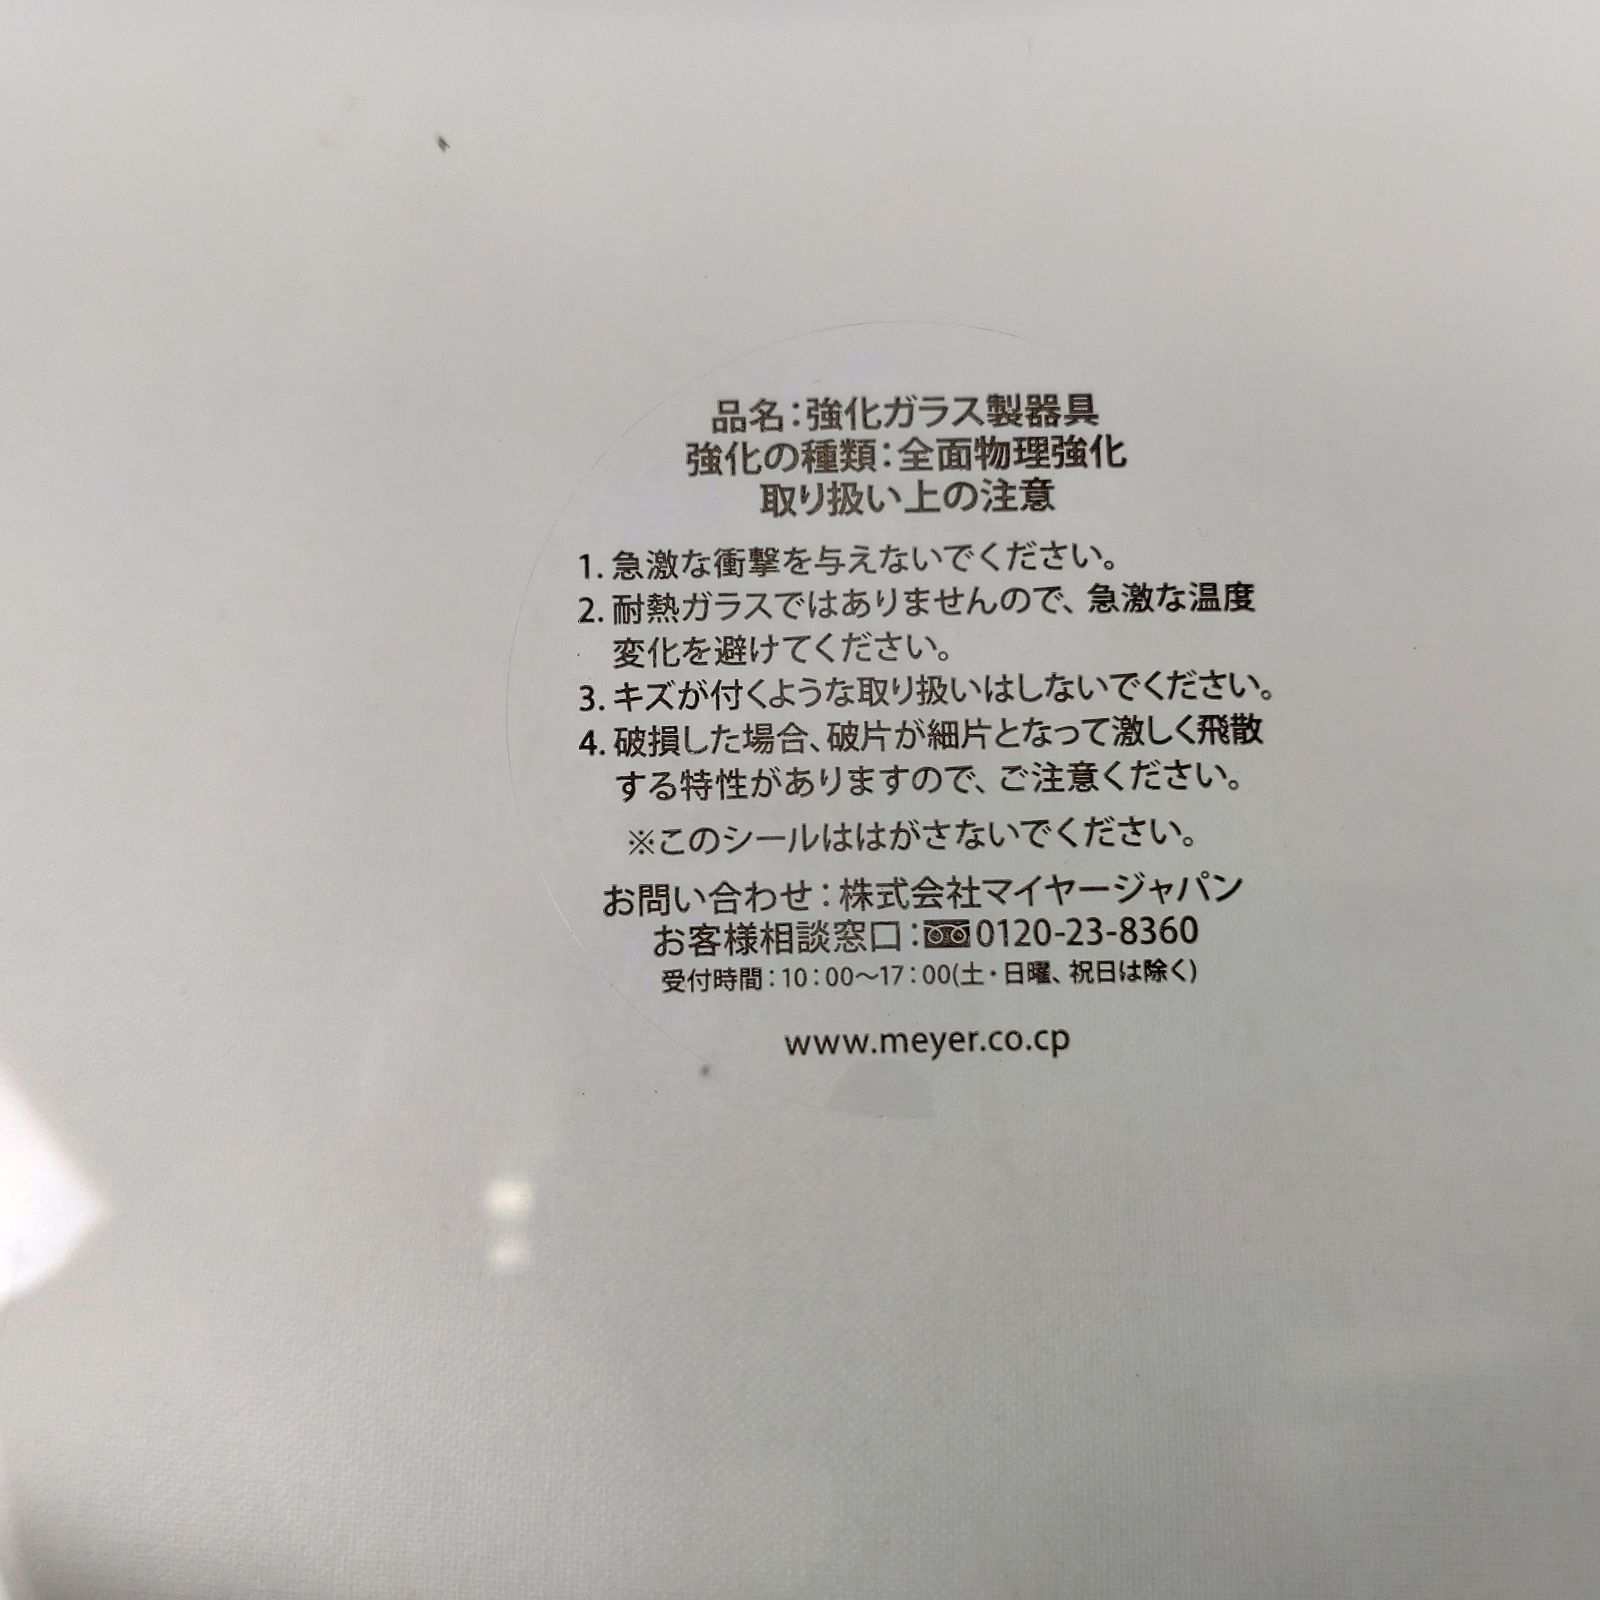 品名：強化ガラス製器具
強化の種類：全面物理強化
取り扱い上の注意
1. 急激な衝撃を与えないでください。
2. 耐熱ガラスではありませんので、急激な温度
変化を避けてください。
3. キズが付くような取り扱いはしないでください。
4. 破損した場合、破片が細片となって激しく飛散
する特性がありますので、ご注意ください。
※このシールははがさないでください。
お問い合わせ：株式会社マイヤージャパン
お客様相談窓口：0120-23-8360
受付時間：10：00〜17：00(土・日曜、祝日は除く)
www.meyer.co.cp